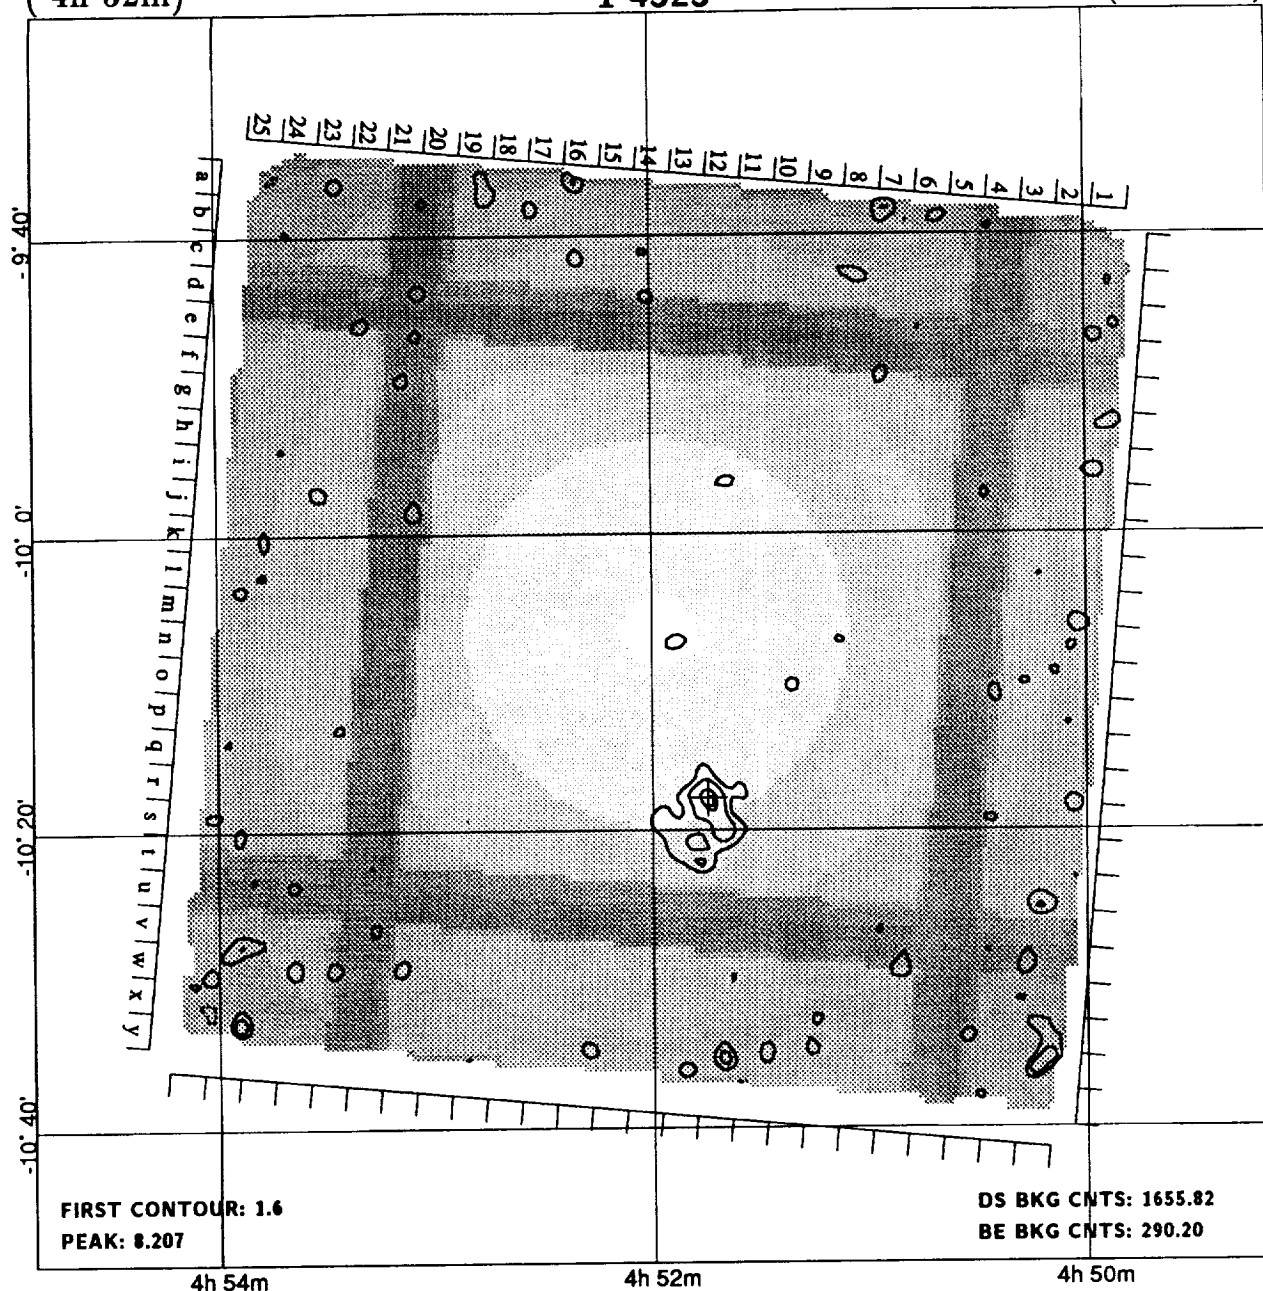 ( 4h 52m)
25 24 23 22 21 20 19 18 17 16 15 14 13 12 11 10 9 8 7 6 5 4 3 2 1
a b c d e f g h i j k l m n o p q r s t u v w x y
- 9° 40'
-10° 0'
-10° 20'
-10° 40'
FIRST CONTOUR: 1.6
PEAK: 8.207
DS BKG CNTS: 1655.82
BE BKG CNTS: 290.20
4h 54m
4h 52m
4h 50m